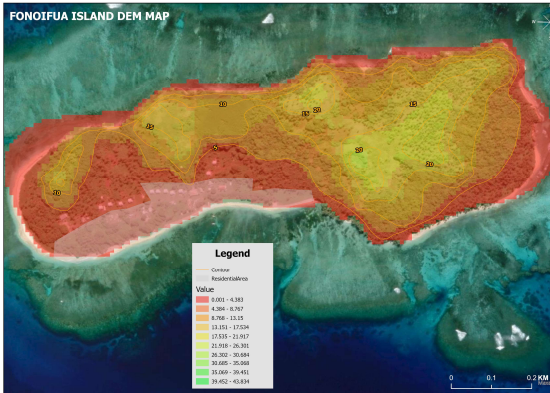 FONOIFUA ISLAND DEM MAP
10
15
10
15
15
5
10
20
10
Legend
Contour
ResidentialArea
Value
0.001 - 4.383
4.384 - 8.767
8.768 - 13.15
13.151 - 17.534
17.535 - 21.917
21.918 - 26.301
26.302 - 30.684
30.685 - 35.068
35.069 - 39.451
39.452 - 43.834
0 0.1 0.2 KM